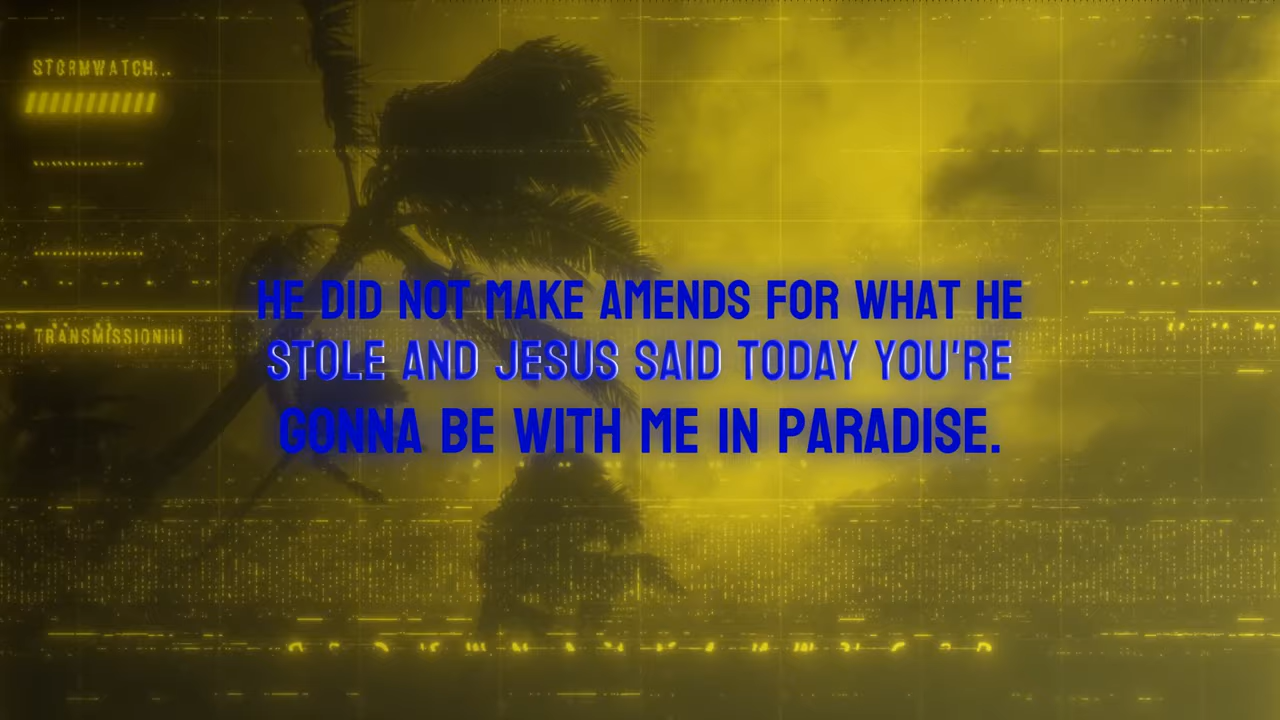 STORMWATCH...
TRANSMISSION
HE DID NOT MAKE AMENDS FOR WHAT HE
STOLE AND JESUS SAID TODAY YOU'RE
GONNA BE WITH ME IN PARADISE.